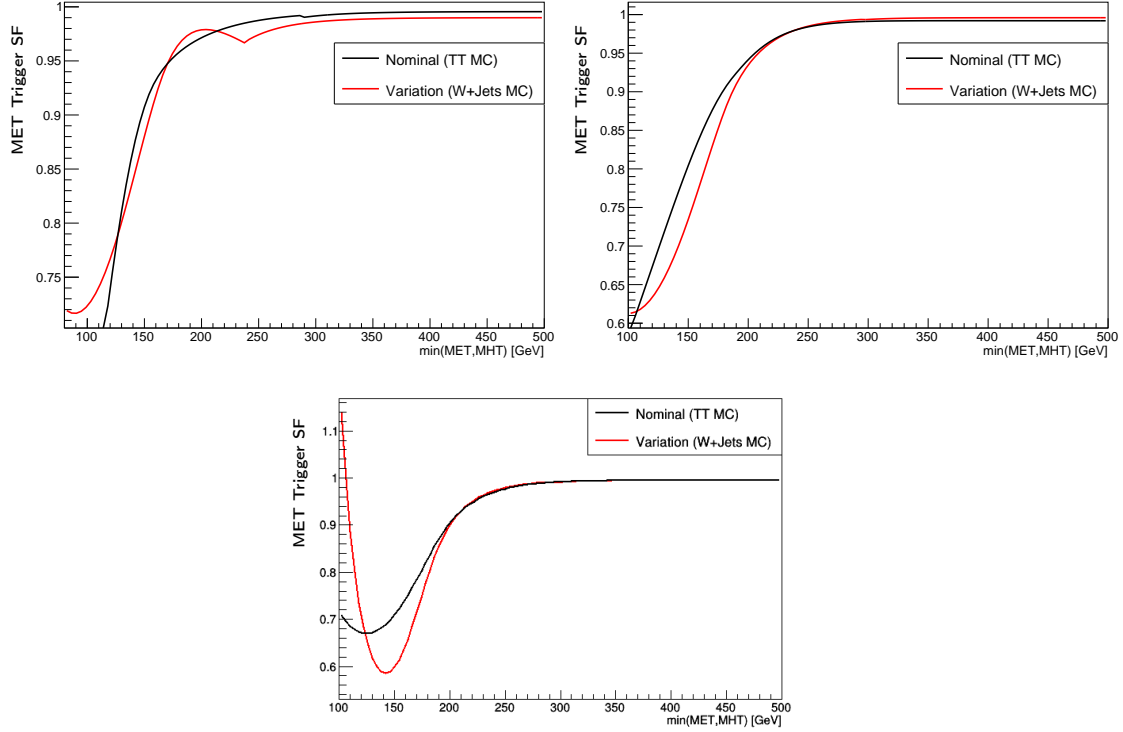 MET Trigger SF
1
0.95
0.9
0.85
0.8
0.75
Nominal (TT MC)
Variation (W+Jets MC)
100 150 200 250 300 350 400 450 500
min(MET,MHT) [GeV]
MET Trigger SF
1
0.95
0.9
0.85
0.8
0.75
0.7
0.65
0.6
Nominal (TT MC)
Variation (W+Jets MC)
100 150 200 250 300 350 400 450 500
min(MET,MHT) [GeV]
MET Trigger SF
1.1
1
0.9
0.8
0.7
0.6
Nominal (TT MC)
Variation (W+Jets MC)
100 150 200 250 300 350 400 450 500
min(MET,MHT) [GeV]